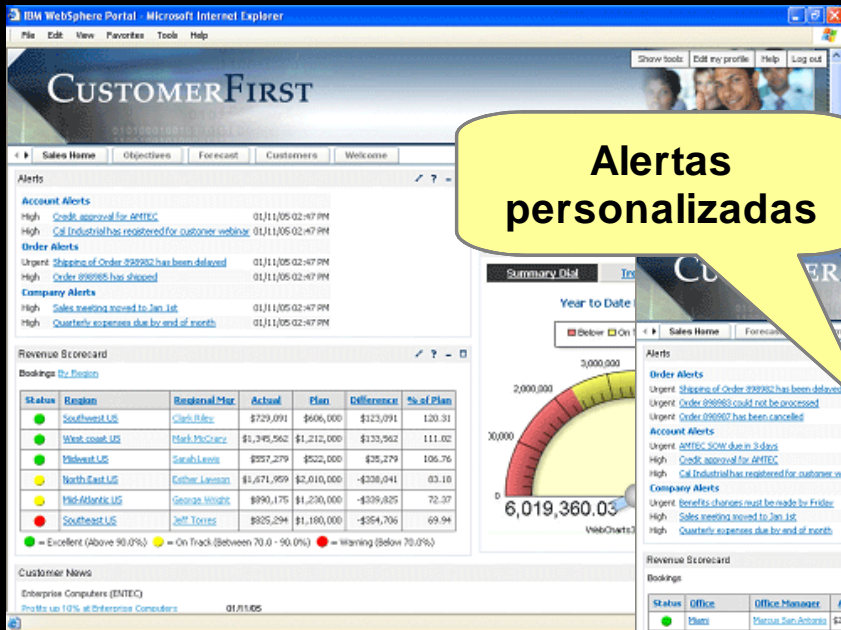 IBM WebSphere Portal - Microsoft Internet Explorer
File Edit View Favorites Tools Help
Show tools Edit my profile Help Log out
CUSTOMERFIRST
Sales Home Objectives Forecast Customers Welcome
Alertas
personalizadas
Alerts
Account Alerts
High Credit approval for AMTEC 01/11/05 02:47 PM
High Cal Industrial has registered for customer webinar 01/11/05 02:47 PM
Order Alerts
Urgent Shipping of Order 898982 has been delayed 01/11/05 02:47 PM
High Order 898985 has shipped 01/11/05 02:47 PM
Company Alerts
High Sales meeting moved to Jan 1st 01/11/05 02:47 PM
High Quarterly expenses due by end of month 01/11/05 02:47 PM
Revenue Scorecard
Bookings By Region
Status Region Regional Mgr Actual Plan Difference % of Plan
Southwest US Clark Riley $729,091 $606,000 $123,091 120.31
West coast US Mark McCrary $1,345,562 $1,212,000 $133,562 111.02
Midwest US Sarah Lewis $557,279 $522,000 $35,279 106.76
North East US Esther Lawson $1,671,959 $2,010,000 -$338,041 83.18
Mid-Atlantic US George Wright $890,175 $1,230,000 -$339,825 72.37
Southeast US Jeff Torres $825,294 $1,180,000 -$354,706 69.94
= Excellent (Above 90.0%) = On Track (Between 70.0 - 90.0%) = Warning (Below 70.0%)
Customer News
Enterprise Computers (ENTEC)
Profits up 10% at Enterprise Computers 01/11/05
Summary Dial
Year to Date
Below On
3,000,000
2,000,000
0
6,019,360.03
WebCharts3
CU ER
Sales Home Forecast
Alerts
Order Alerts
Urgent Shipping of Order 898982 has been delayed
Urgent Order 898983 could not be processed
Urgent Order 898987 has been cancelled
Account Alerts
Urgent AMTEC SOW due in 3 days
High Credit approval for AMTEC
High Cal Industrial has registered for customer
Company Alerts
Urgent Benefits changes must be made by Friday
High Sales meeting moved to Jan 1st
High Quarterly expenses due by end of month
Revenue Scorecard
Bookings
Status Office Office Manager
Miami Marcus San Antonio